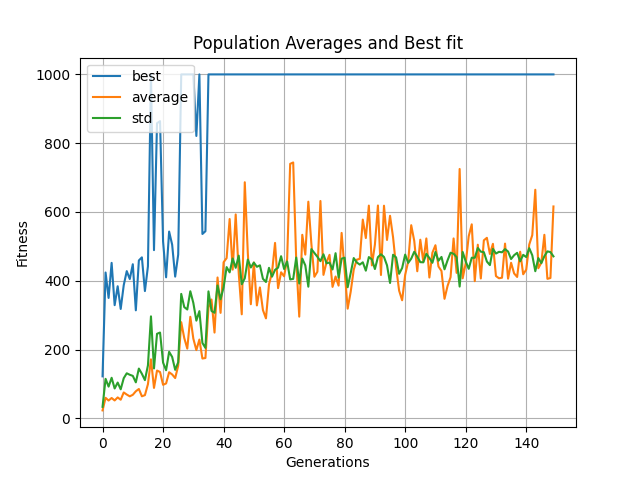 Population Averages and Best fit
best
average
std
Fitness
1000
800
600
400
200
0
0 20 40 60 80 100 120 140
Generations